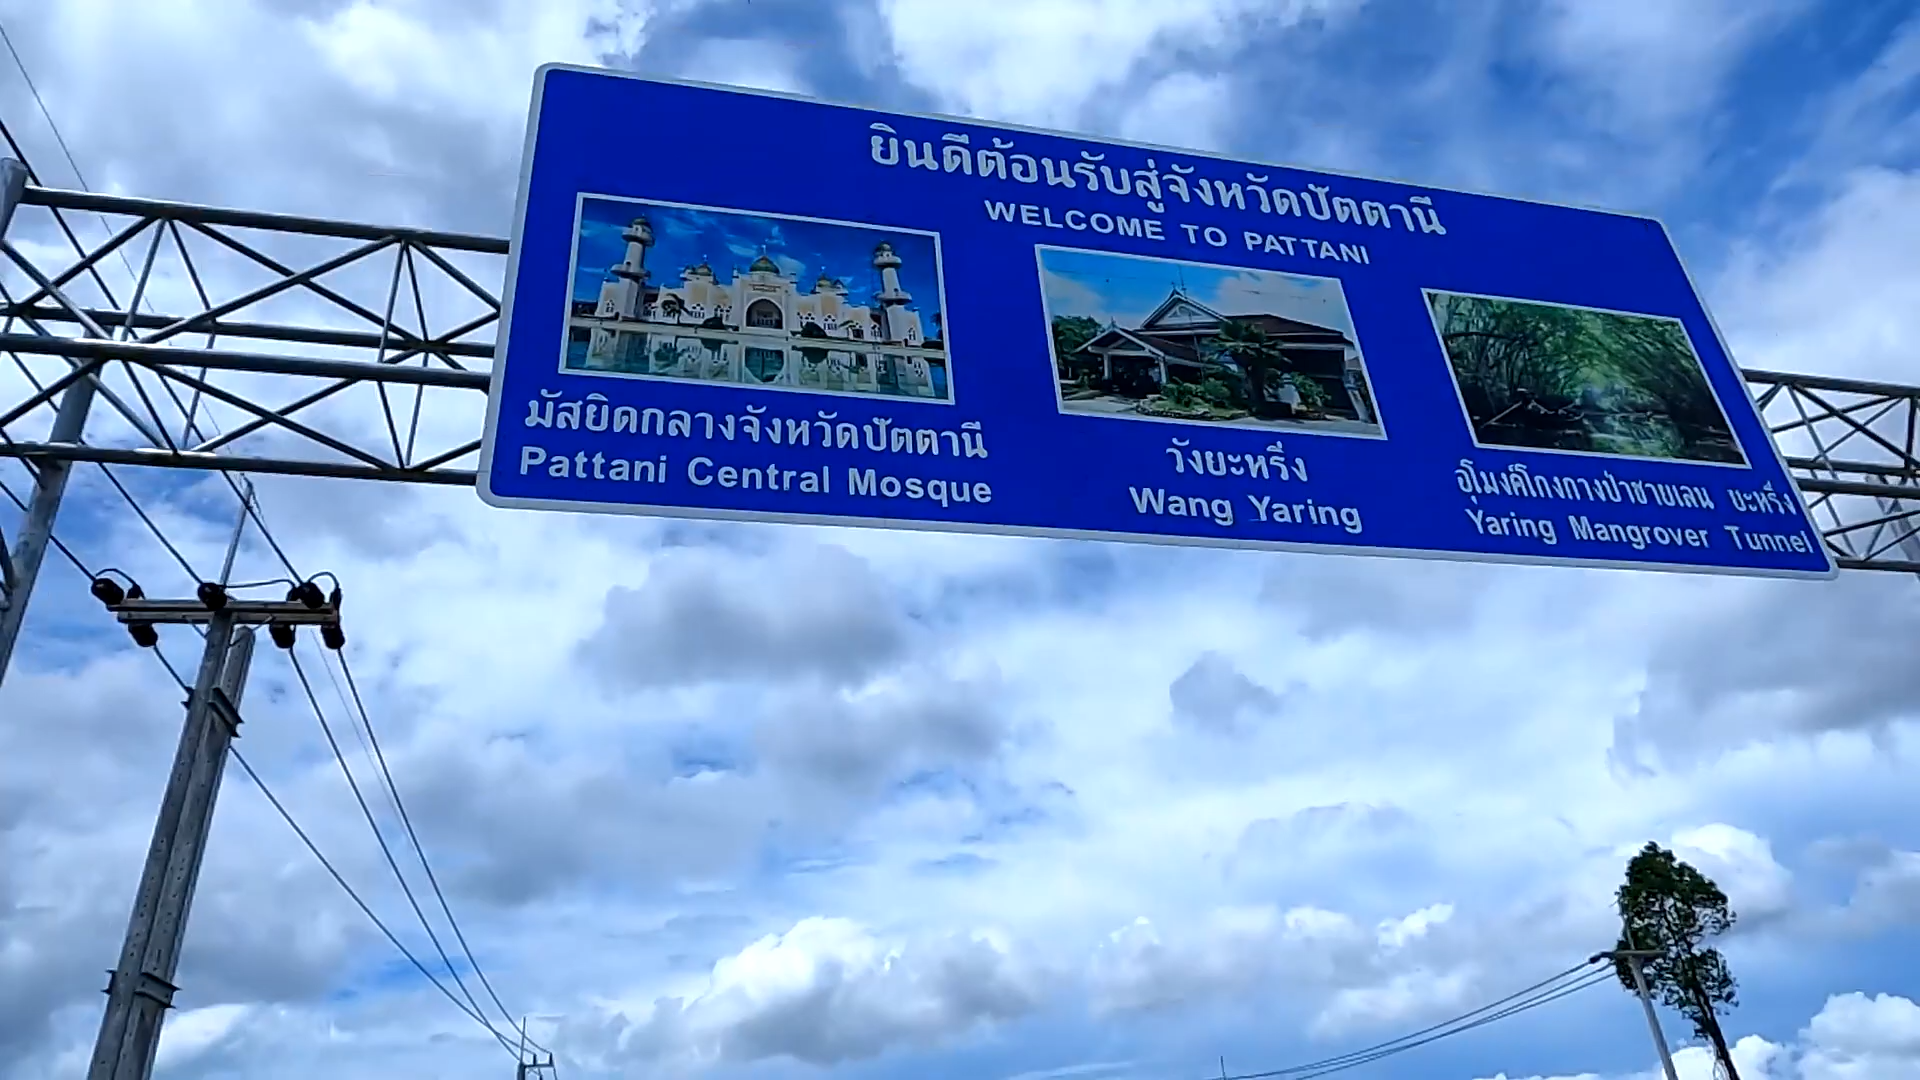 ยินดีต้อนรับสู่จังหวัดปัตตานี
WELCOME TO PATTANI
มัสยิดกลางจังหวัดปัตตานี
Pattani Central Mosque
วังยะหริ่ง
Wang Yaring
อุโมงค์โกงกางป่าชายเลน ยะหริ่ง
Yaring Mangrover Tunnel